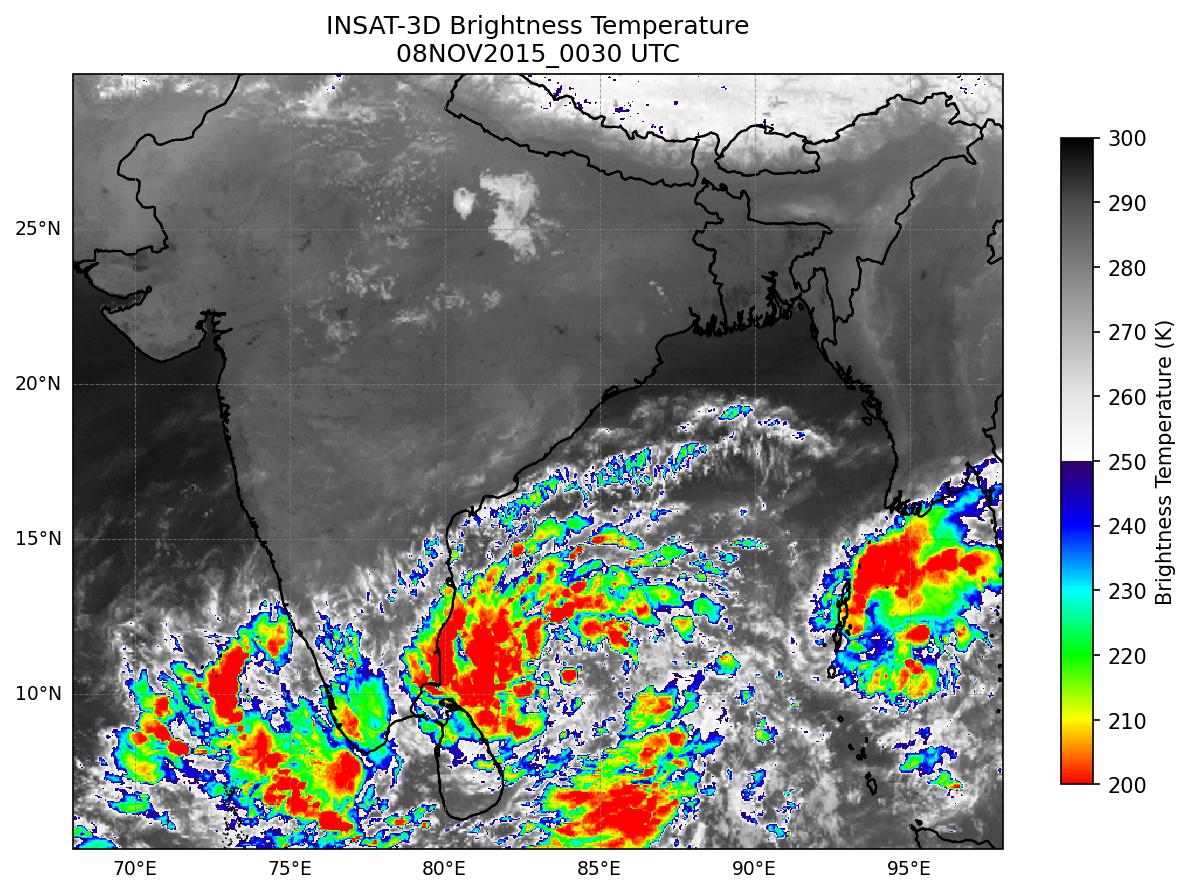 INSAT-3D Brightness Temperature
08NOV2015_0030 UTC
25°N
20°N
15°N
10°N
70°E
75°E
80°E
85°E
90°E
95°E
300
290
280
270
260
250
240
230
220
210
200
Brightness Temperature (K)